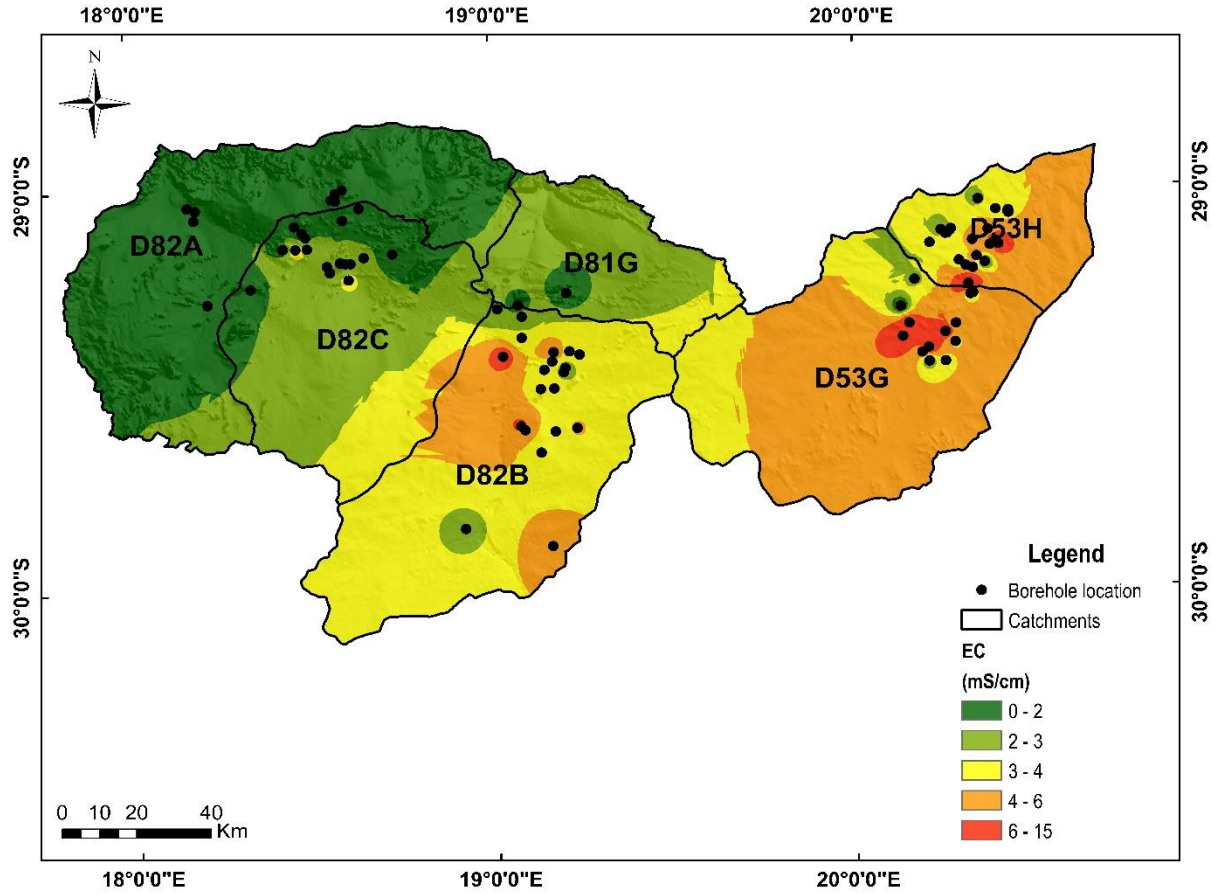 18°0'0"E 19°0'0"E 20°0'0"E
N
29°0'0"S 29°0'0"S
D82A
D53H
D81G
D82C
D53G
D82B
30°0'0"S 30°0'0"S
Legend
Borehole location
Catchments
EC
(mS/cm)
0 - 2
2 - 3
3 - 4
4 - 6
6 - 15
0 10 20 40
Km
18°0'0"E 19°0'0"E 20°0'0"E